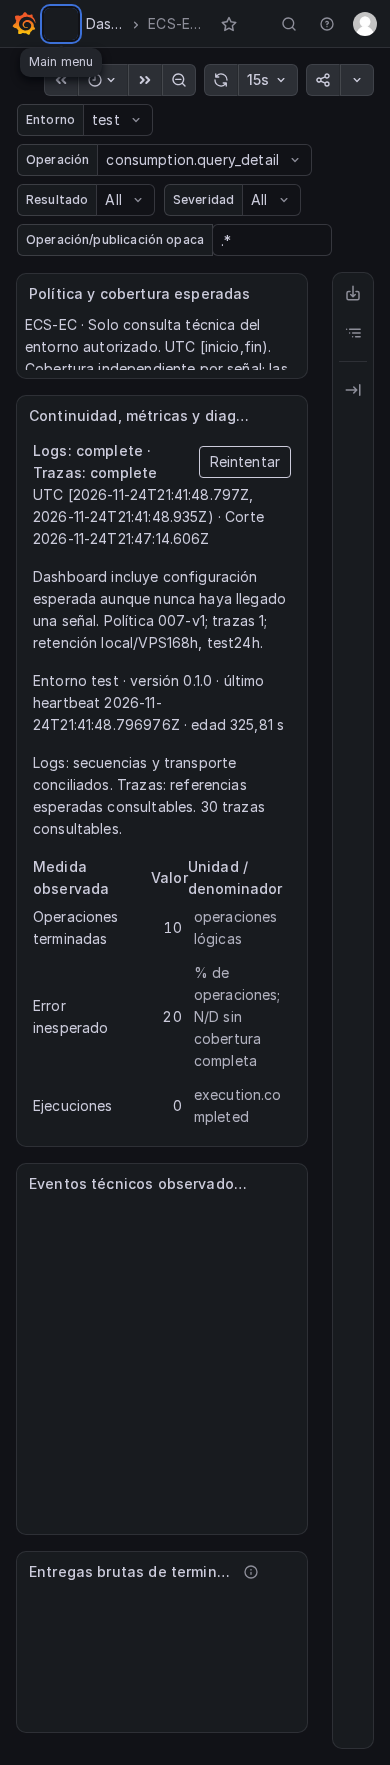 Das… › ECS-E…
Main menu
15s
Entorno test
Operación consumption.query_detail
Resultado All Severidad All
Operación/publicación opaca .*
Política y cobertura esperadas
ECS-EC · Solo consulta técnica del
entorno autorizado. UTC [inicio,fin).
Cobertura independiente por señal: las
Continuidad, métricas y diag…
Logs: complete ·
Trazas: complete
Reintentar
UTC [2026-11-24T21:41:48.797Z,
2026-11-24T21:41:48.935Z) · Corte
2026-11-24T21:47:14.606Z
Dashboard incluye configuración
esperada aunque nunca haya llegado
una señal. Política 007-v1; trazas 1;
retención local/VPS168h, test24h.
Entorno test · versión 0.1.0 · último
heartbeat 2026-11-
24T21:41:48.796976Z · edad 325,81 s
Logs: secuencias y transporte
conciliados. Trazas: referencias
esperadas consultables. 30 trazas
consultables.
Medida
observada
Valor
Unidad /
denominador
Operaciones
terminadas
10
operaciones
lógicas
Error
inesperado
20
% de
operaciones;
N/D sin
cobertura
completa
Ejecuciones
0
execution.co
mpleted
Eventos técnicos observado…
Entregas brutas de termin…